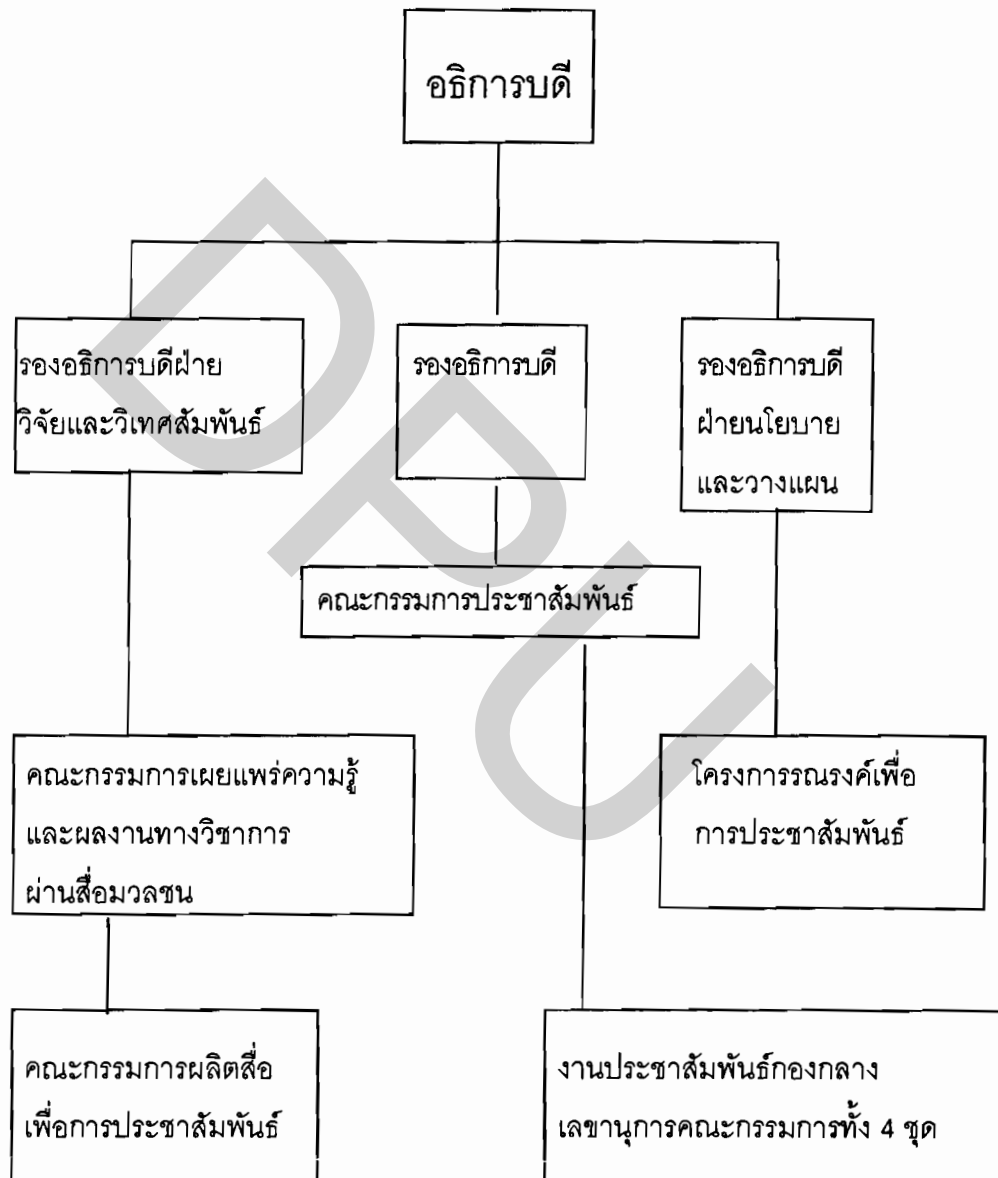 อธิการบดี
รองอธิการบดีฝ่าย
วิจัยและวิเทศสัมพันธ์
รองอธิการบดี
รองอธิการบดี
ฝ่ายนโยบาย
และวางแผน
คณะกรรมการประชาสัมพันธ์
คณะกรรมการเผยแพร่ความรู้
และผลงานทางวิชาการ
ผ่านสื่อมวลชน
โครงการรณรงค์เพื่อ
การประชาสัมพันธ์
คณะกรรมการผลิตสื่อ
เพื่อการประชาสัมพันธ์
งานประชาสัมพันธ์กองกลาง
เลขานุการคณะกรรมการทั้ง 4 ชุด
DPU